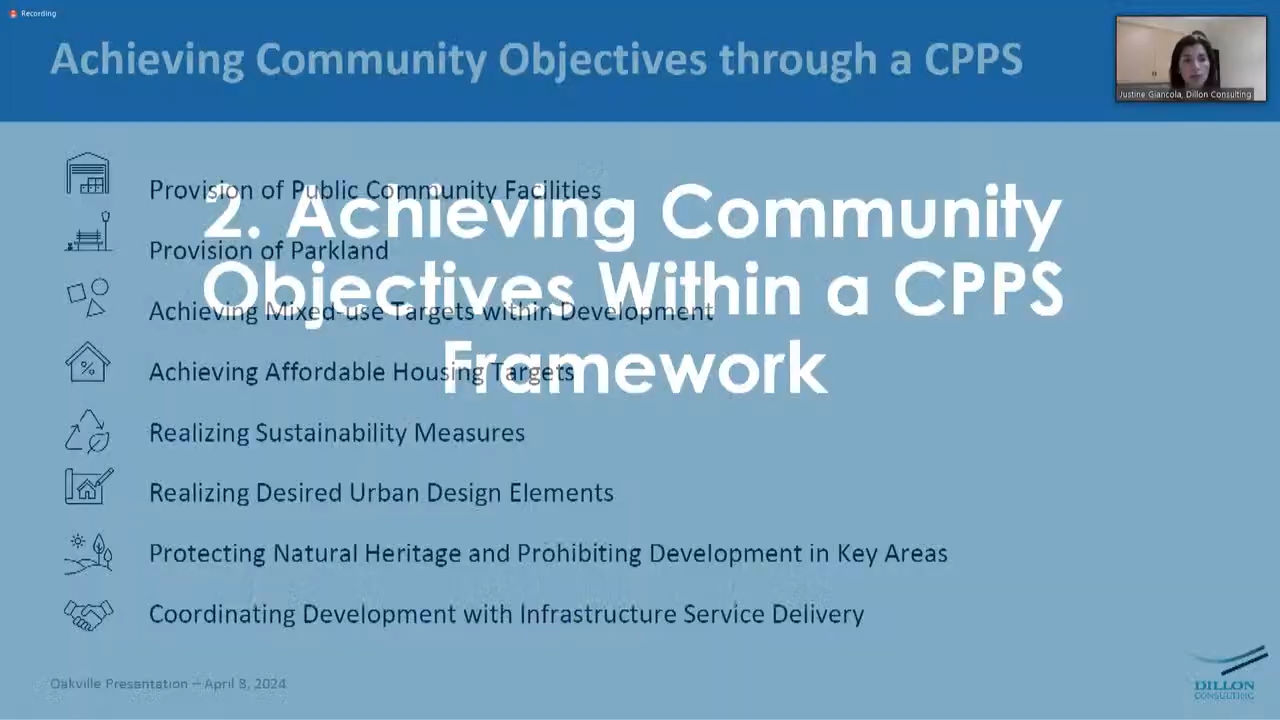 Recording
Achieving Community Objectives through a CPPS
Justine Giancola, Dillon Consulting
Provision of Public Community Facilities
2. Achieving Community
Provision of Parkland
Objectives Within a CPPS
Achieving Mixed-use Targets within Development
Framework
Achieving Affordable Housing Targets
%
Realizing Sustainability Measures
Realizing Desired Urban Design Elements
Protecting Natural Heritage and Prohibiting Development in Key Areas
Coordinating Development with Infrastructure Service Delivery
Oakville Presentation – April 8, 2024
DILLON
CONSULTING